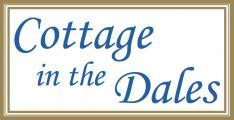 Cottage
in the
Dales